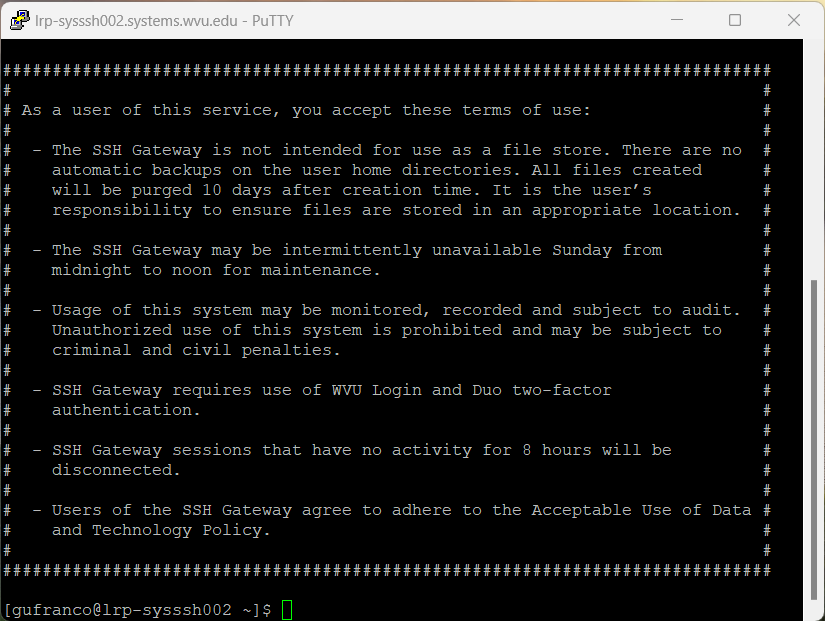 lrp-sysssh002.systems.wvu.edu - PuTTY
#############################################################################
#                                                                           #
# As a user of this service, you accept these terms of use:                 #
#                                                                           #
#  - The SSH Gateway is not intended for use as a file store. There are no  #
#    automatic backups on the user home directories. All files created      #
#    will be purged 10 days after creation time. It is the user’s           #
#    responsibility to ensure files are stored in an appropriate location.  #
#                                                                           #
#  - The SSH Gateway may be intermittently unavailable Sunday from          #
#    midnight to noon for maintenance.                                      #
#                                                                           #
#  - Usage of this system may be monitored, recorded and subject to audit.  #
#    Unauthorized use of this system is prohibited and may be subject to    #
#    criminal and civil penalties.                                          #
#                                                                           #
#  - SSH Gateway requires use of WVU Login and Duo two-factor               #
#    authentication.                                                        #
#                                                                           #
#  - SSH Gateway sessions that have no activity for 8 hours will be         #
#    disconnected.                                                          #
#                                                                           #
#  - Users of the SSH Gateway agree to adhere to the Acceptable Use of Data #
#    and Technology Policy.                                                 #
#                                                                           #
#############################################################################
[gufranco@lrp-sysssh002 ~]$